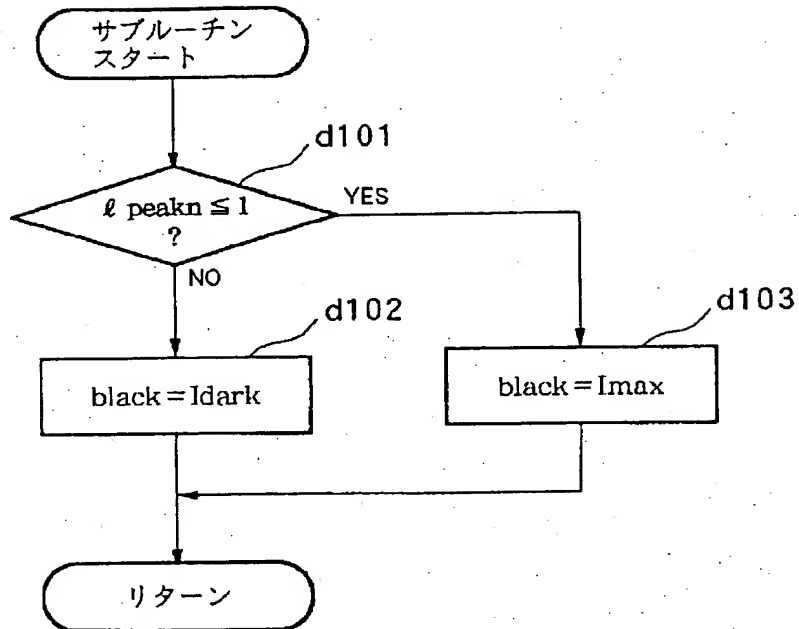 サブルーチン
スタート
d101
ℓ peakn ≦ 1
?
YES
NO
d102
d103
black = Idark
black = Imax
リターン